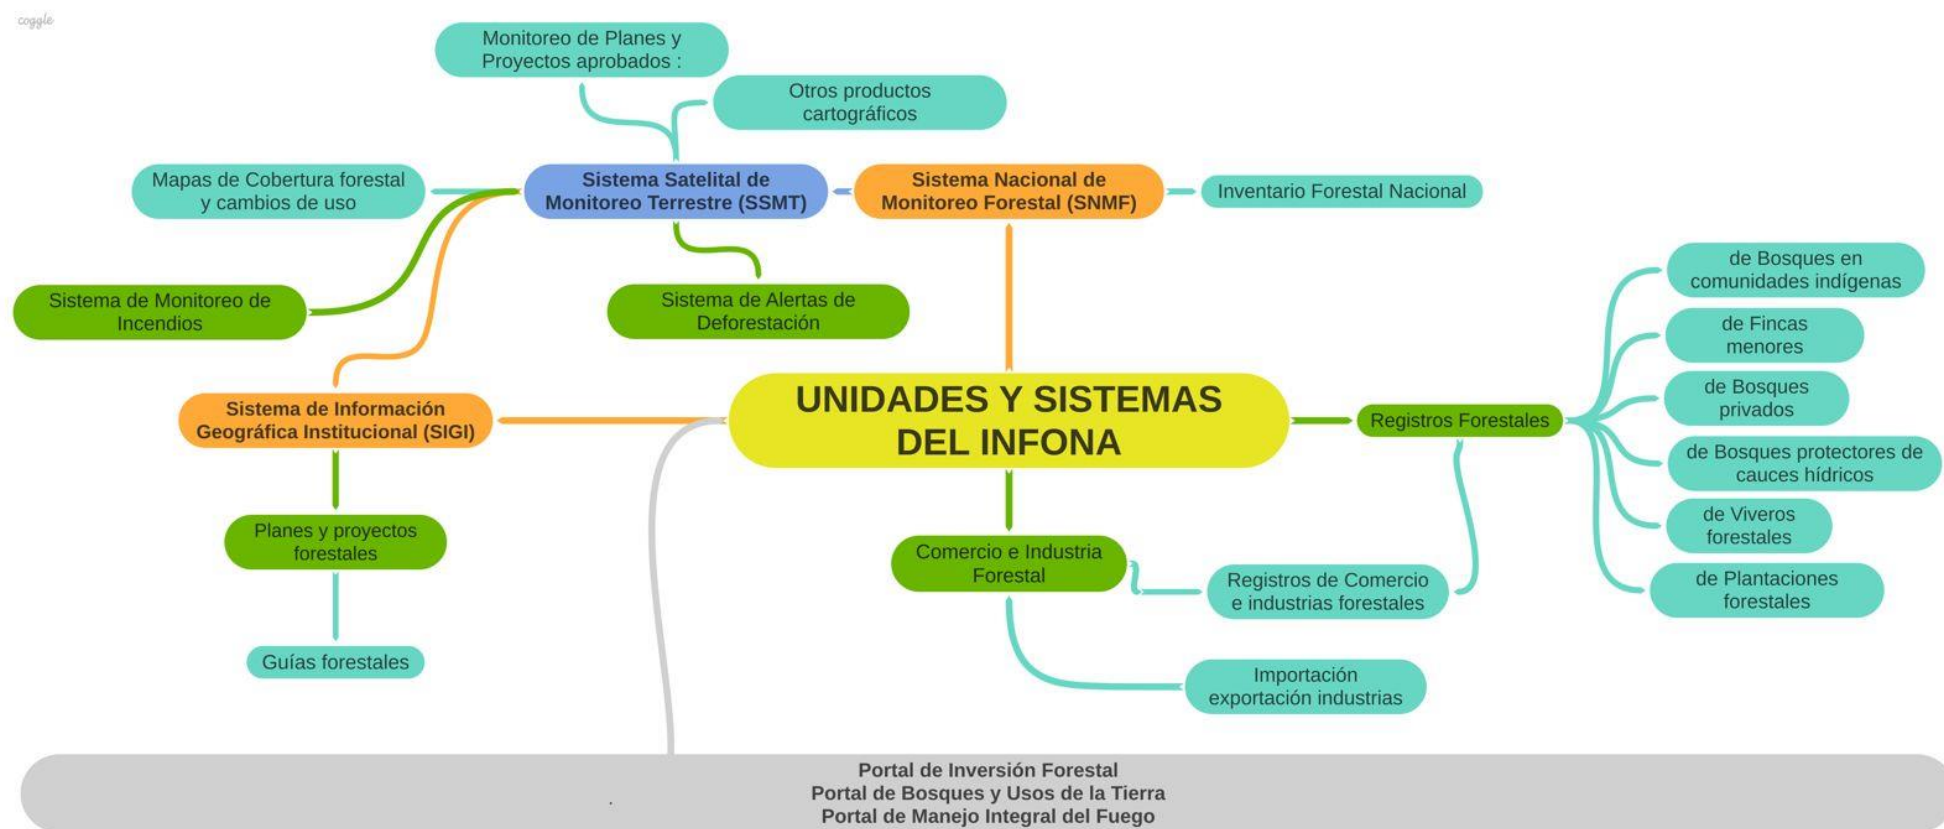 coggle
Monitoreo de Planes y
Proyectos aprobados :
Otros productos
cartográficos
Mapas de Cobertura forestal
y cambios de uso
Sistema Satelital de
Monitoreo Terrestre (SSMT)
Sistema Nacional de
Monitoreo Forestal (SNMF)
Inventario Forestal Nacional
Sistema de Monitoreo de
Incendios
Sistema de Alertas de
Deforestación
de Bosques en
comunidades indígenas
de Fincas
menores
de Bosques
privados
de Bosques protectores de
cauces hídricos
de Viveros
forestales
de Plantaciones
forestales
Sistema de Información
Geográfica Institucional (SIGI)
UNIDADES Y SISTEMAS
DEL INFONA
Registros Forestales
Planes y proyectos
forestales
Comercio e Industria
Forestal
Registros de Comercio
e industrias forestales
Guías forestales
Importación
exportación industrias
Portal de Inversión Forestal
Portal de Bosques y Usos de la Tierra
Portal de Manejo Integral del Fuego